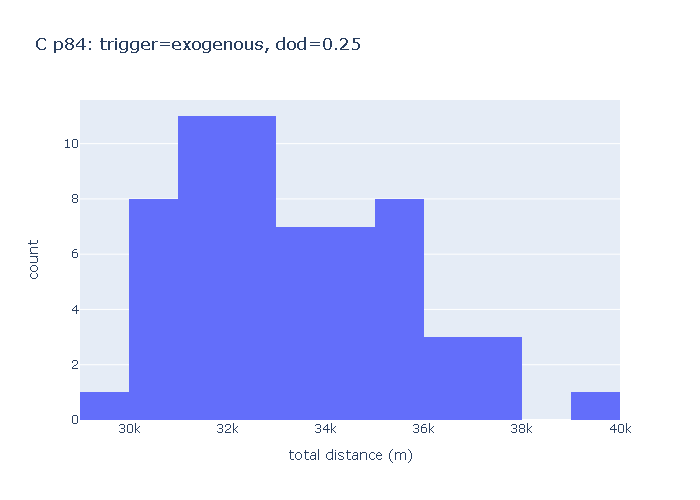 C p84: trigger=exogenous, dod=0.25
10
8
6
4
2
0
count
30k 32k 34k 36k 38k 40k
total distance (m)